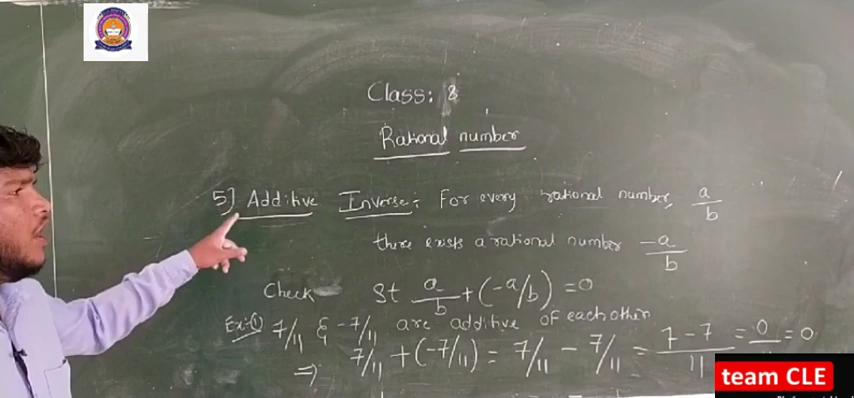 Class: 8
Rational number
5] Additive Inverse:- For every rational number, a/b
there exists a rational number -a/b
Check St a/b + (-a/b) = 0
Ex:-① 7/11 & -7/11 are additive of each other
⇒ 7/11 + (-7/11) = 7/11 - 7/11 = 7-7/11 = 0/ = 0
team CLE